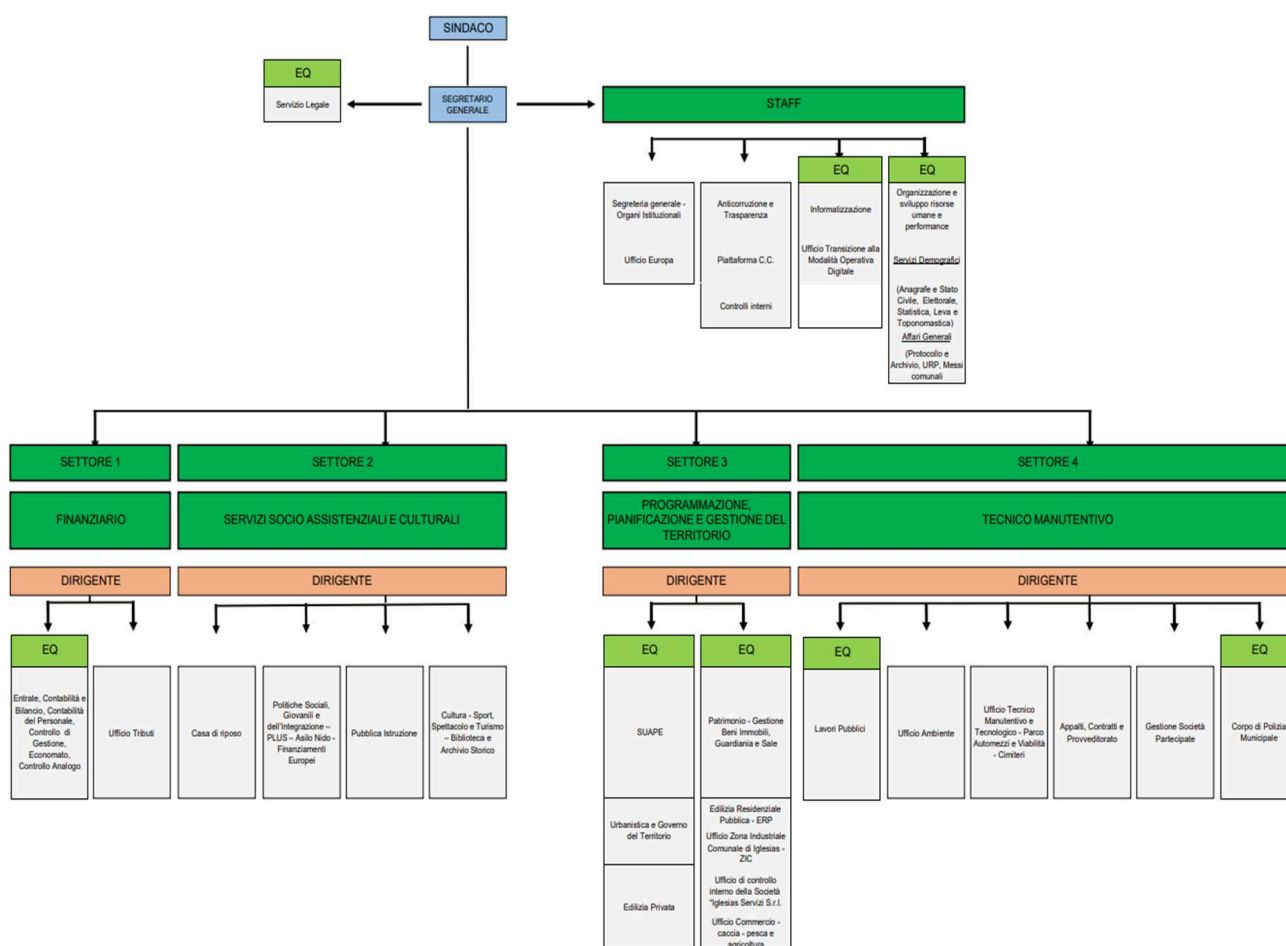 SINDACO
EQ
Servizio Legale
SEGRETARIO
GENERALE
STAFF
Segreteria generale -
Organi Istituzionali
Ufficio Europa
Anticorruzione e
Trasparenza
Piattaforma C.C.
Controlli interni
EQ
Informatizzazione
Ufficio Transizione alla
Modalità Operativa
Digitale
EQ
Organizzazione e
sviluppo risorse
umane e
performance
Servizi Demografici
(Anagrafe e Stato
Civile, Elettorale,
Statistica, Leva e
Toponomastica)
Affari Generali
(Protocollo e
Archivio, URP, Messi
comunali
SETTORE 1
FINANZIARIO
DIRIGENTE
EQ
Entrate, Contabilità e
Bilancio, Contabilità
del Personale,
Controllo di
Gestione,
Economato,
Controllo Analogo
Ufficio Tributi
SETTORE 2
SERVIZI SOCIO ASSISTENZIALI E CULTURALI
DIRIGENTE
Casa di riposo
Politiche Sociali,
Giovanili e
dell'Integrazione –
PLUS – Asilo Nido -
Finanziamenti
Europei
Pubblica Istruzione
Cultura - Sport,
Spettacolo e Turismo
– Biblioteca e
Archivio Storico
SETTORE 3
PROGRAMMAZIONE,
PIANIFICAZIONE E GESTIONE DEL
TERRITORIO
DIRIGENTE
EQ
SUAPE
Urbanistica e Governo
del Territorio
Edilizia Privata
EQ
Patrimonio - Gestione
Beni Immobili,
Guardiania e Sale
Edilizia Residenziale
Pubblica - ERP
Ufficio Zona Industriale
Comunale di Iglesias -
ZIC
Ufficio di controllo
interno della Società
"Iglesias Servizi S.r.l.
Ufficio Commercio -
caccia - pesca e
agricoltura
SETTORE 4
TECNICO MANUTENTIVO
DIRIGENTE
EQ
Lavori Pubblici
Ufficio Ambiente
Ufficio Tecnico
Manutentivo e
Tecnologico - Parco
Automezzi e Viabilità
- Cimiteri
Appalti, Contratti e
Provveditorato
Gestione Società
Partecipate
EQ
Corpo di Polizia
Municipale